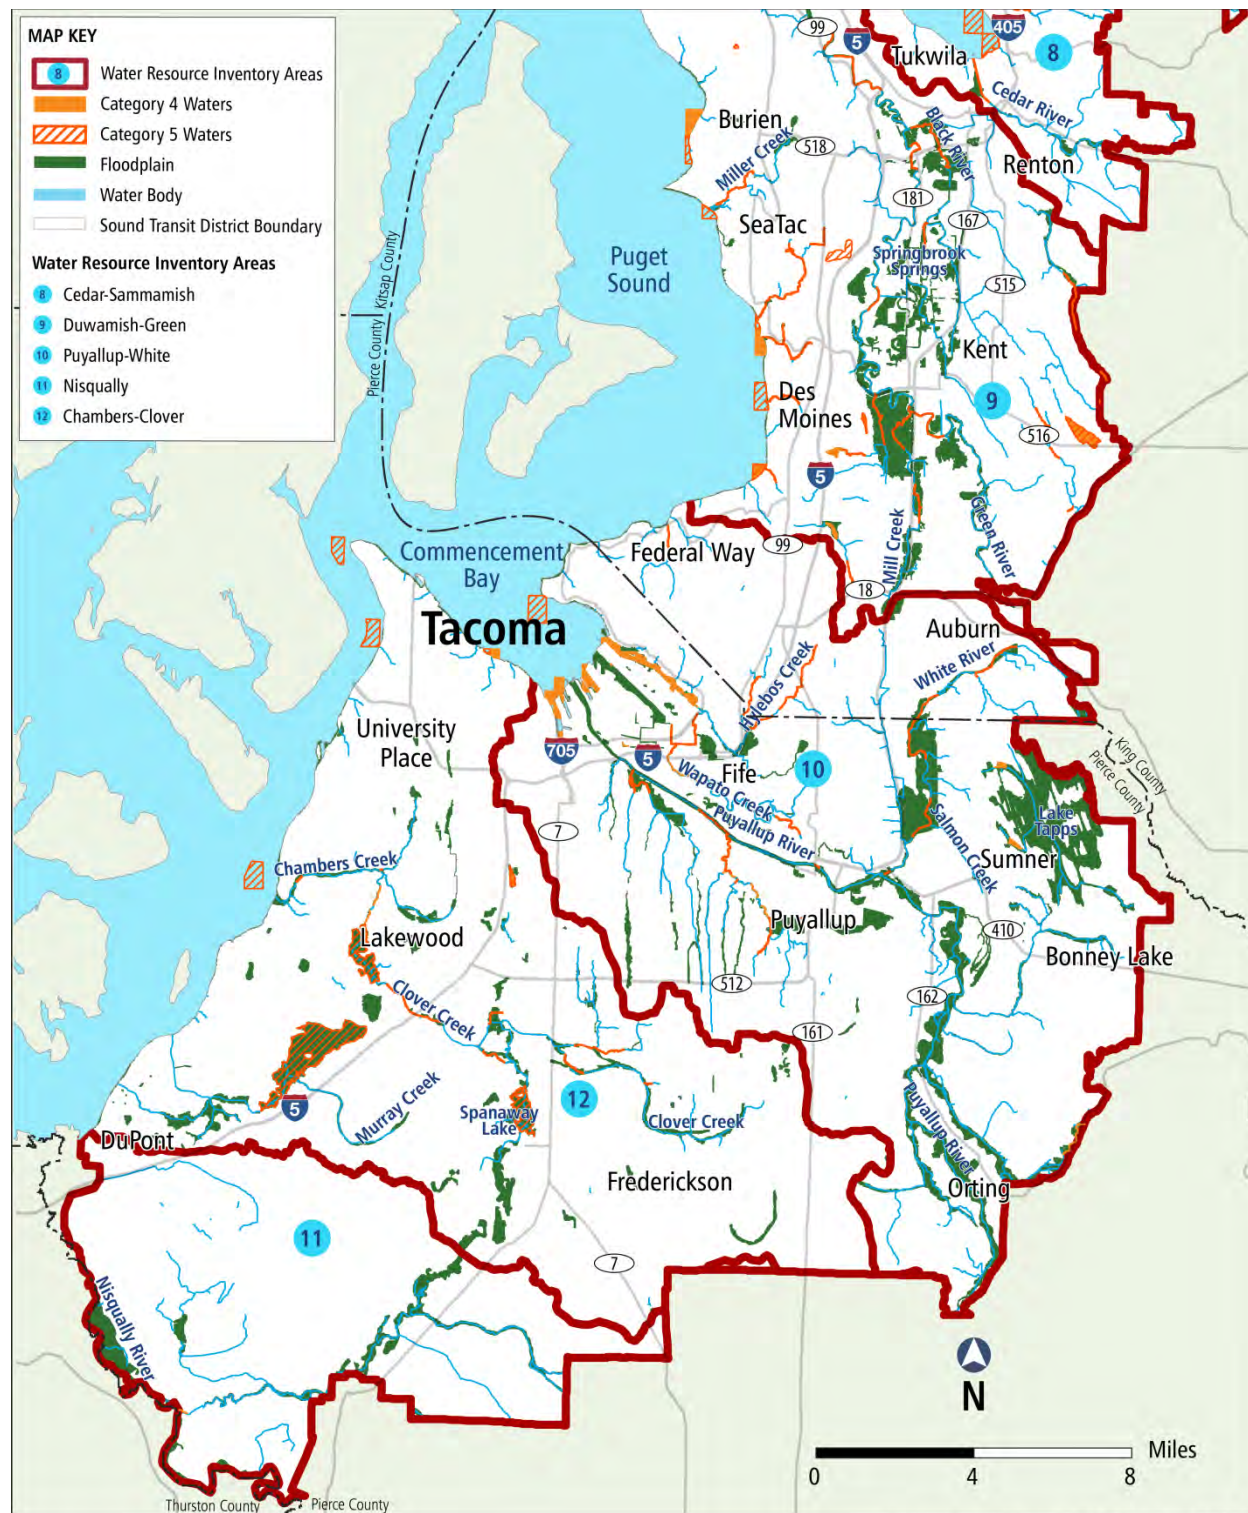 MAP KEY
8 Water Resource Inventory Areas
Category 4 Waters
Category 5 Waters
Floodplain
Water Body
Sound Transit District Boundary
Water Resource Inventory Areas
8 Cedar-Sammamish
9 Duwamish-Green
10 Puyallup-White
11 Nisqually
12 Chambers-Clover
99
5
405
8
Tukwila
Cedar River
Burien
Black River
518
Miller Creek
Renton
181
167
SeaTac
Puget
Sound
Springbrook
Springs
515
Pierce County
Kitsap County
Kent
Des
Moines
9
516
5
Green River
Commencement
Bay
Federal Way
99
Mill Creek
18
Tacoma
Auburn
White River
Hylebos Creek
University
Place
705
5
Fife
10
King County
Pierce County
Wapato Creek
Puyallup River
Salmon Creek
Lake
Tapps
7
Sumner
Chambers Creek
Puyallup
Lakewood
410
Bonney Lake
512
162
Clover Creek
161
5
Murray Creek
Spanaway
Lake
12
Clover Creek
Puyallup River
DuPont
Frederickson
Orting
11
7
Nisqually River
N
Miles
0 4 8
Thurston County
Pierce County